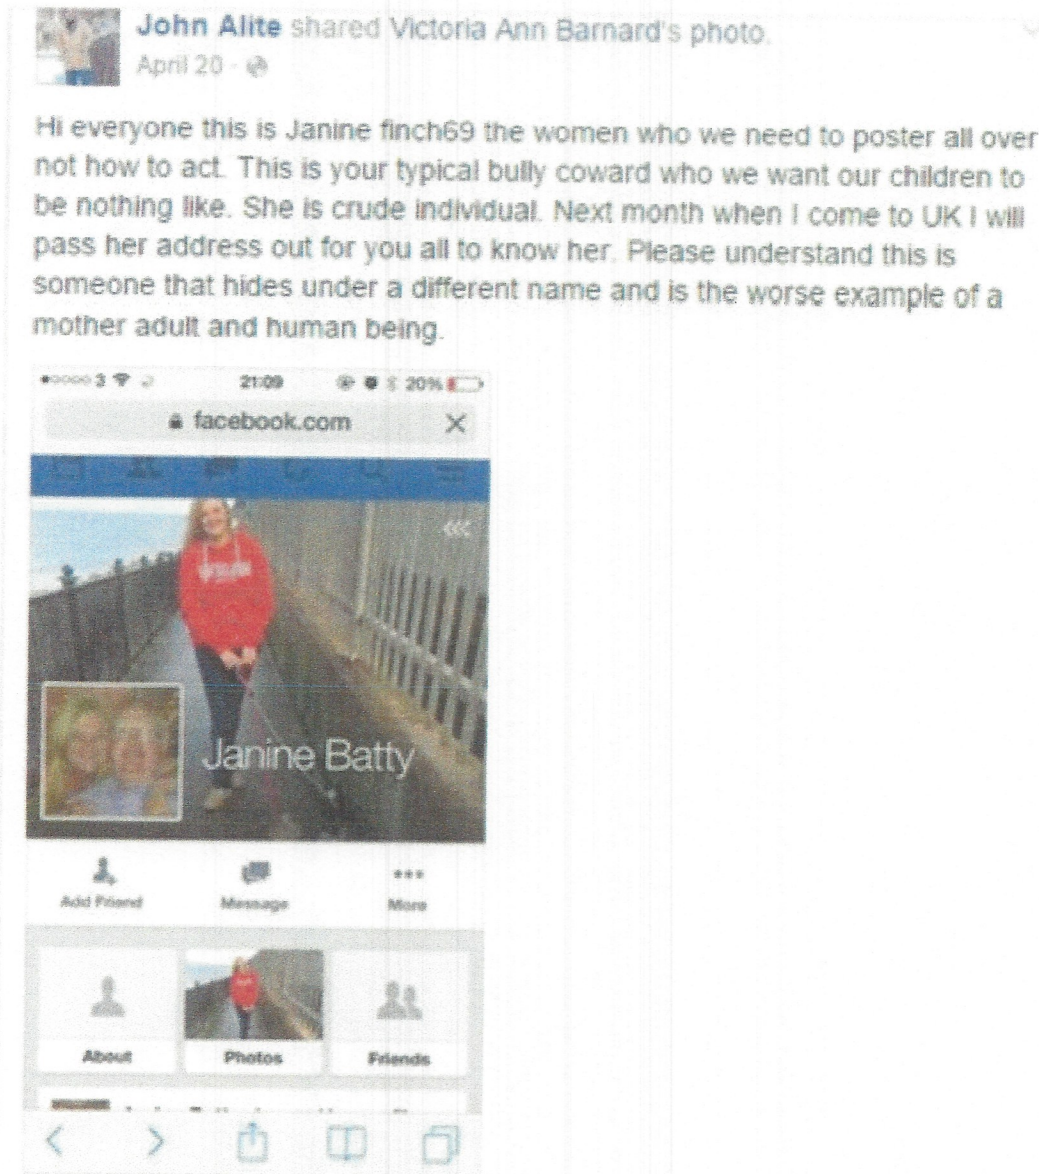 John Alite shared Victoria Ann Barnard's photo.
April 20
Hi everyone this is Janine finch69 the women who we need to poster all over
not how to act. This is your typical bully coward who we want our children to
be nothing like. She is crude individual. Next month when I come to UK I will
pass her address out for you all to know her. Please understand this is
someone that hides under a different name and is the worse example of a
mother adult and human being.
3 21:09 20%
facebook.com
Janine Batty
Add Friend Message More
About Photos Friends